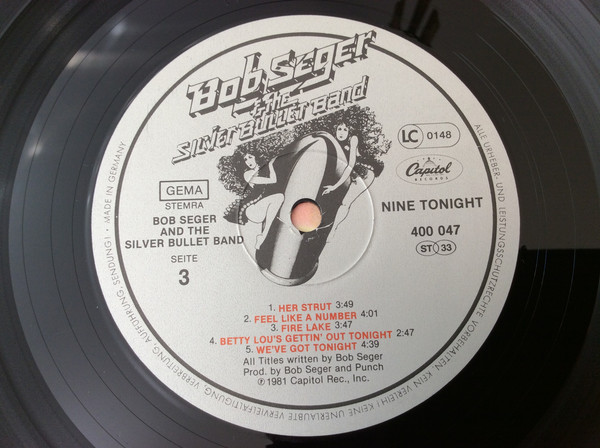 Bob Seger
& The
Silver Bullet Band
LC 0148
GEMA
STEMRA
Capitol
RECORDS
BOB SEGER
AND THE
SILVER BULLET BAND
NINE TONIGHT
400 047
ST 33
SEITE
3
1. HER STRUT 3:49
2. FEEL LIKE A NUMBER 4:01
3. FIRE LAKE 3:47
4. BETTY LOU'S GETTIN' OUT TONIGHT 2:47
5. WE'VE GOT TONIGHT 4:39
All Titles written by Bob Seger
Prod. by Bob Seger and Punch
℗ 1981 Capitol Rec., Inc.
ALLE URHEBER- UND LEISTUNGSSCHUTZRECHTE VORBEHALTEN. KEIN VERLEIH! KEINE UNERLAUBTE VERVIELFÄLTIGUNG, VERBREITUNG, AUFFÜHRUNG, SENDUNG! • MADE IN GERMANY